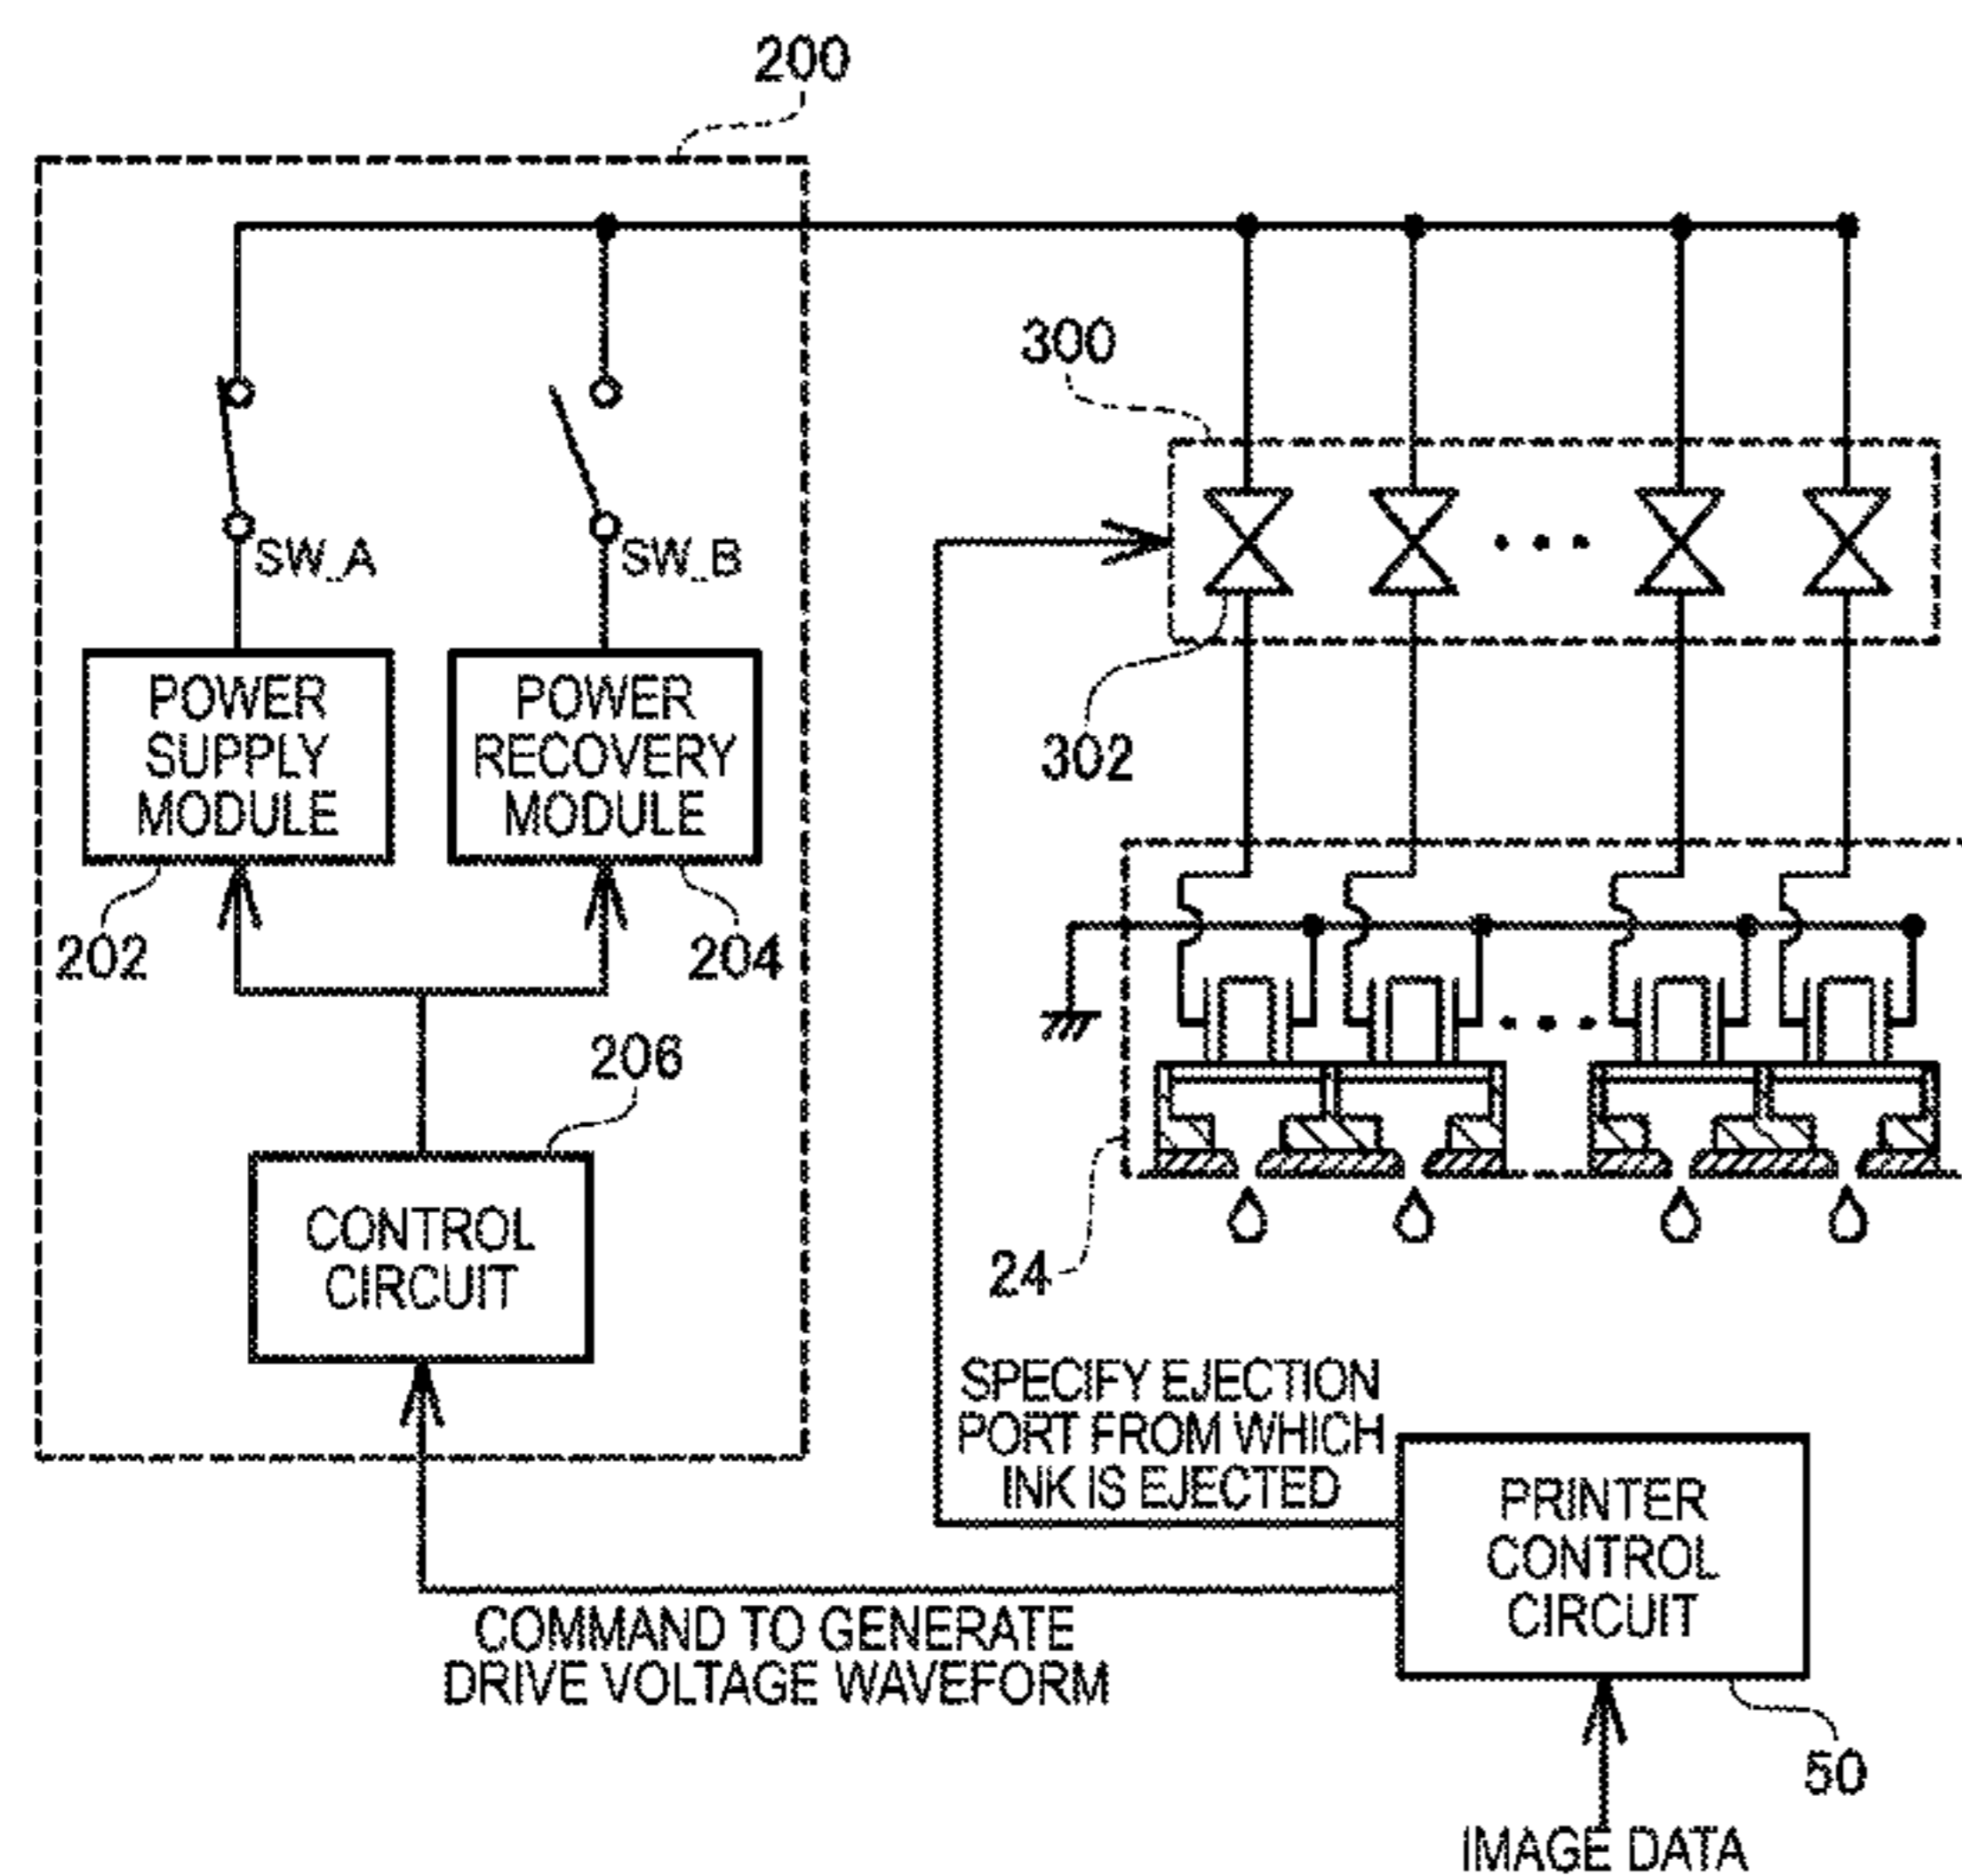 200
300
SW_A
SW_B
POWER
SUPPLY
MODULE
POWER
RECOVERY
MODULE
302
202
204
206
CONTROL
CIRCUIT
24
SPECIFY EJECTION
PORT FROM WHICH
INK IS EJECTED
PRINTER
CONTROL
CIRCUIT
COMMAND TO GENERATE
DRIVE VOLTAGE WAVEFORM
50
IMAGE DATA